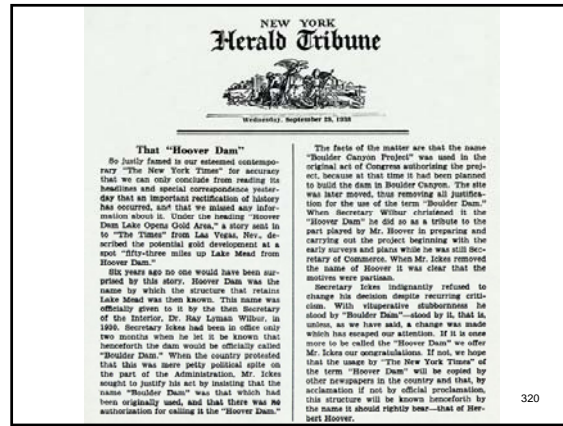 NEW YORK
Herald Tribune
Wednesday, September 28, 1938
That "Hoover Dam"
So justly famed is our esteemed contempo-
rary "The New York Times" for accuracy
that we can only conclude from reading its
headlines and special correspondence yester-
day that an important rectification of history
has occurred, and that we missed any infor-
mation about it. Under the heading "Hoover
Dam Lake Opens Gold Area," a story sent in
to "The Times" from Las Vegas, Nev., de-
scribed the potential gold development at a
spot "fifty-three miles up Lake Mead from
Hoover Dam."
Six years ago no one would have been sur-
prised by this story. Hoover Dam was the
name by which the structure that retains
Lake Mead was then known. This name was
officially given to it by the then Secretary
of the Interior, Dr. Ray Lyman Wilbur, in
1930. Secretary Ickes had been in office only
two months when he let it be known that
henceforth the dam would be officially called
"Boulder Dam." When the country protested
that this was mere petty political spite on
the part of the Administration, Mr. Ickes
sought to justify his act by insisting that the
name "Boulder Dam" was that which had
been originally used, and that there was no
authorization for calling it the "Hoover Dam."
The facts of the matter are that the name
"Boulder Canyon Project" was used in the
original act of Congress authorizing the proj-
ect, because at that time it had been planned
to build the dam in Boulder Canyon. The site
was later moved, thus removing all justifica-
tion for the use of the term "Boulder Dam."
When Secretary Wilbur christened it the
"Hoover Dam" he did so as a tribute to the
part played by Mr. Hoover in preparing and
carrying out the project beginning with the
early surveys and plans while he was still Sec-
retary of Commerce. When Mr. Ickes removed
the name of Hoover it was clear that the
motives were partisan.
Secretary Ickes indignantly refused to
change his decision despite recurring criti-
cism. With vituperative stubbornness he
stood by "Boulder Dam"—stood by it, that is,
unless, as we have said, a change was made
which has escaped our attention. If it is once
more to be called the "Hoover Dam" we offer
Mr. Ickes our congratulations. If not, we hope
that the usage by "The New York Times" of
the term "Hoover Dam" will be copied by
other newspapers in the country and that, by
acclamation if not by official proclamation,
this structure will be known henceforth by
the name it should rightly bear—that of Her-
bert Hoover.
320